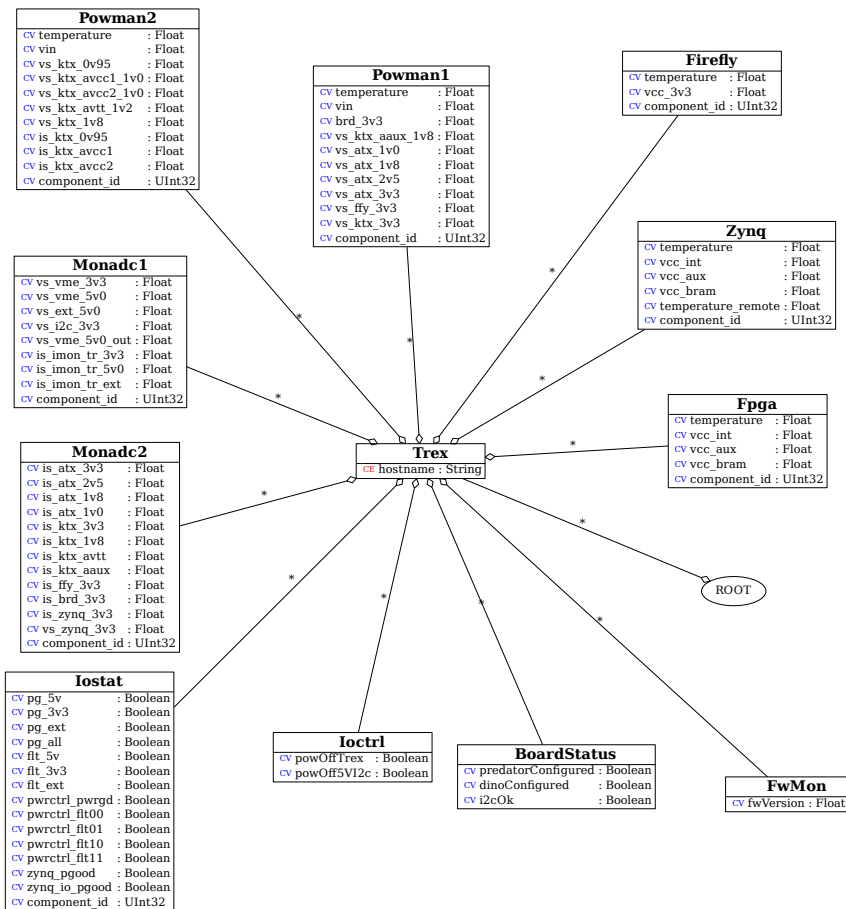 Powman2
CV temperature : Float
CV vin : Float
CV vs_ktx_0v95 : Float
CV vs_ktx_avcc1_1v0 : Float
CV vs_ktx_avcc2_1v0 : Float
CV vs_ktx_avtt_1v2 : Float
CV vs_ktx_1v8 : Float
CV is_ktx_0v95 : Float
CV is_ktx_avcc1 : Float
CV is_ktx_avcc2 : Float
CV component_id : UInt32
Powman1
CV temperature : Float
CV vin : Float
CV brd_3v3 : Float
CV vs_ktx_aaux_1v8 : Float
CV vs_atx_1v0 : Float
CV vs_atx_1v8 : Float
CV vs_atx_2v5 : Float
CV vs_atx_3v3 : Float
CV vs_ffy_3v3 : Float
CV vs_ktx_3v3 : Float
CV component_id : UInt32
Firefly
CV temperature : Float
CV vcc_3v3 : Float
CV component_id : UInt32
Zynq
CV temperature : Float
CV vcc_int : Float
CV vcc_aux : Float
CV vcc_bram : Float
CV temperature_remote : Float
CV component_id : UInt32
Monadc1
CV vs_vme_3v3 : Float
CV vs_vme_5v0 : Float
CV vs_ext_5v0 : Float
CV vs_i2c_3v3 : Float
CV vs_vme_5v0_out : Float
CV is_imon_tr_3v3 : Float
CV is_imon_tr_5v0 : Float
CV is_imon_tr_ext : Float
CV component_id : UInt32
*
*
*
*
*
Fpga
CV temperature : Float
CV vcc_int : Float
CV vcc_aux : Float
CV vcc_bram : Float
CV component_id : UInt32
Trex
CE hostname : String
*
Monadc2
CV is_atx_3v3 : Float
CV is_atx_2v5 : Float
CV is_atx_1v8 : Float
CV is_atx_1v0 : Float
CV is_ktx_3v3 : Float
CV is_ktx_1v8 : Float
CV is_ktx_avtt : Float
CV is_ktx_aaux : Float
CV is_ffy_3v3 : Float
CV is_brd_3v3 : Float
CV is_zynq_3v3 : Float
CV vs_zynq_3v3 : Float
CV component_id : UInt32
*
*
*
*
*
*
ROOT
Iostat
CV pg_5v : Boolean
CV pg_3v3 : Boolean
CV pg_ext : Boolean
CV pg_all : Boolean
CV flt_5v : Boolean
CV flt_3v3 : Boolean
CV flt_ext : Boolean
CV pwrctrl_pwrgd : Boolean
CV pwrctrl_flt00 : Boolean
CV pwrctrl_flt01 : Boolean
CV pwrctrl_flt10 : Boolean
CV pwrctrl_flt11 : Boolean
CV zynq_pgood : Boolean
CV zynq_io_pgood : Boolean
CV component_id : UInt32
Ioctrl
CV powOffTrex : Boolean
CV powOff5VI2c : Boolean
BoardStatus
CV predatorConfigured : Boolean
CV dinoConfigured : Boolean
CV i2cOk : Boolean
FwMon
CV fwVersion : Float